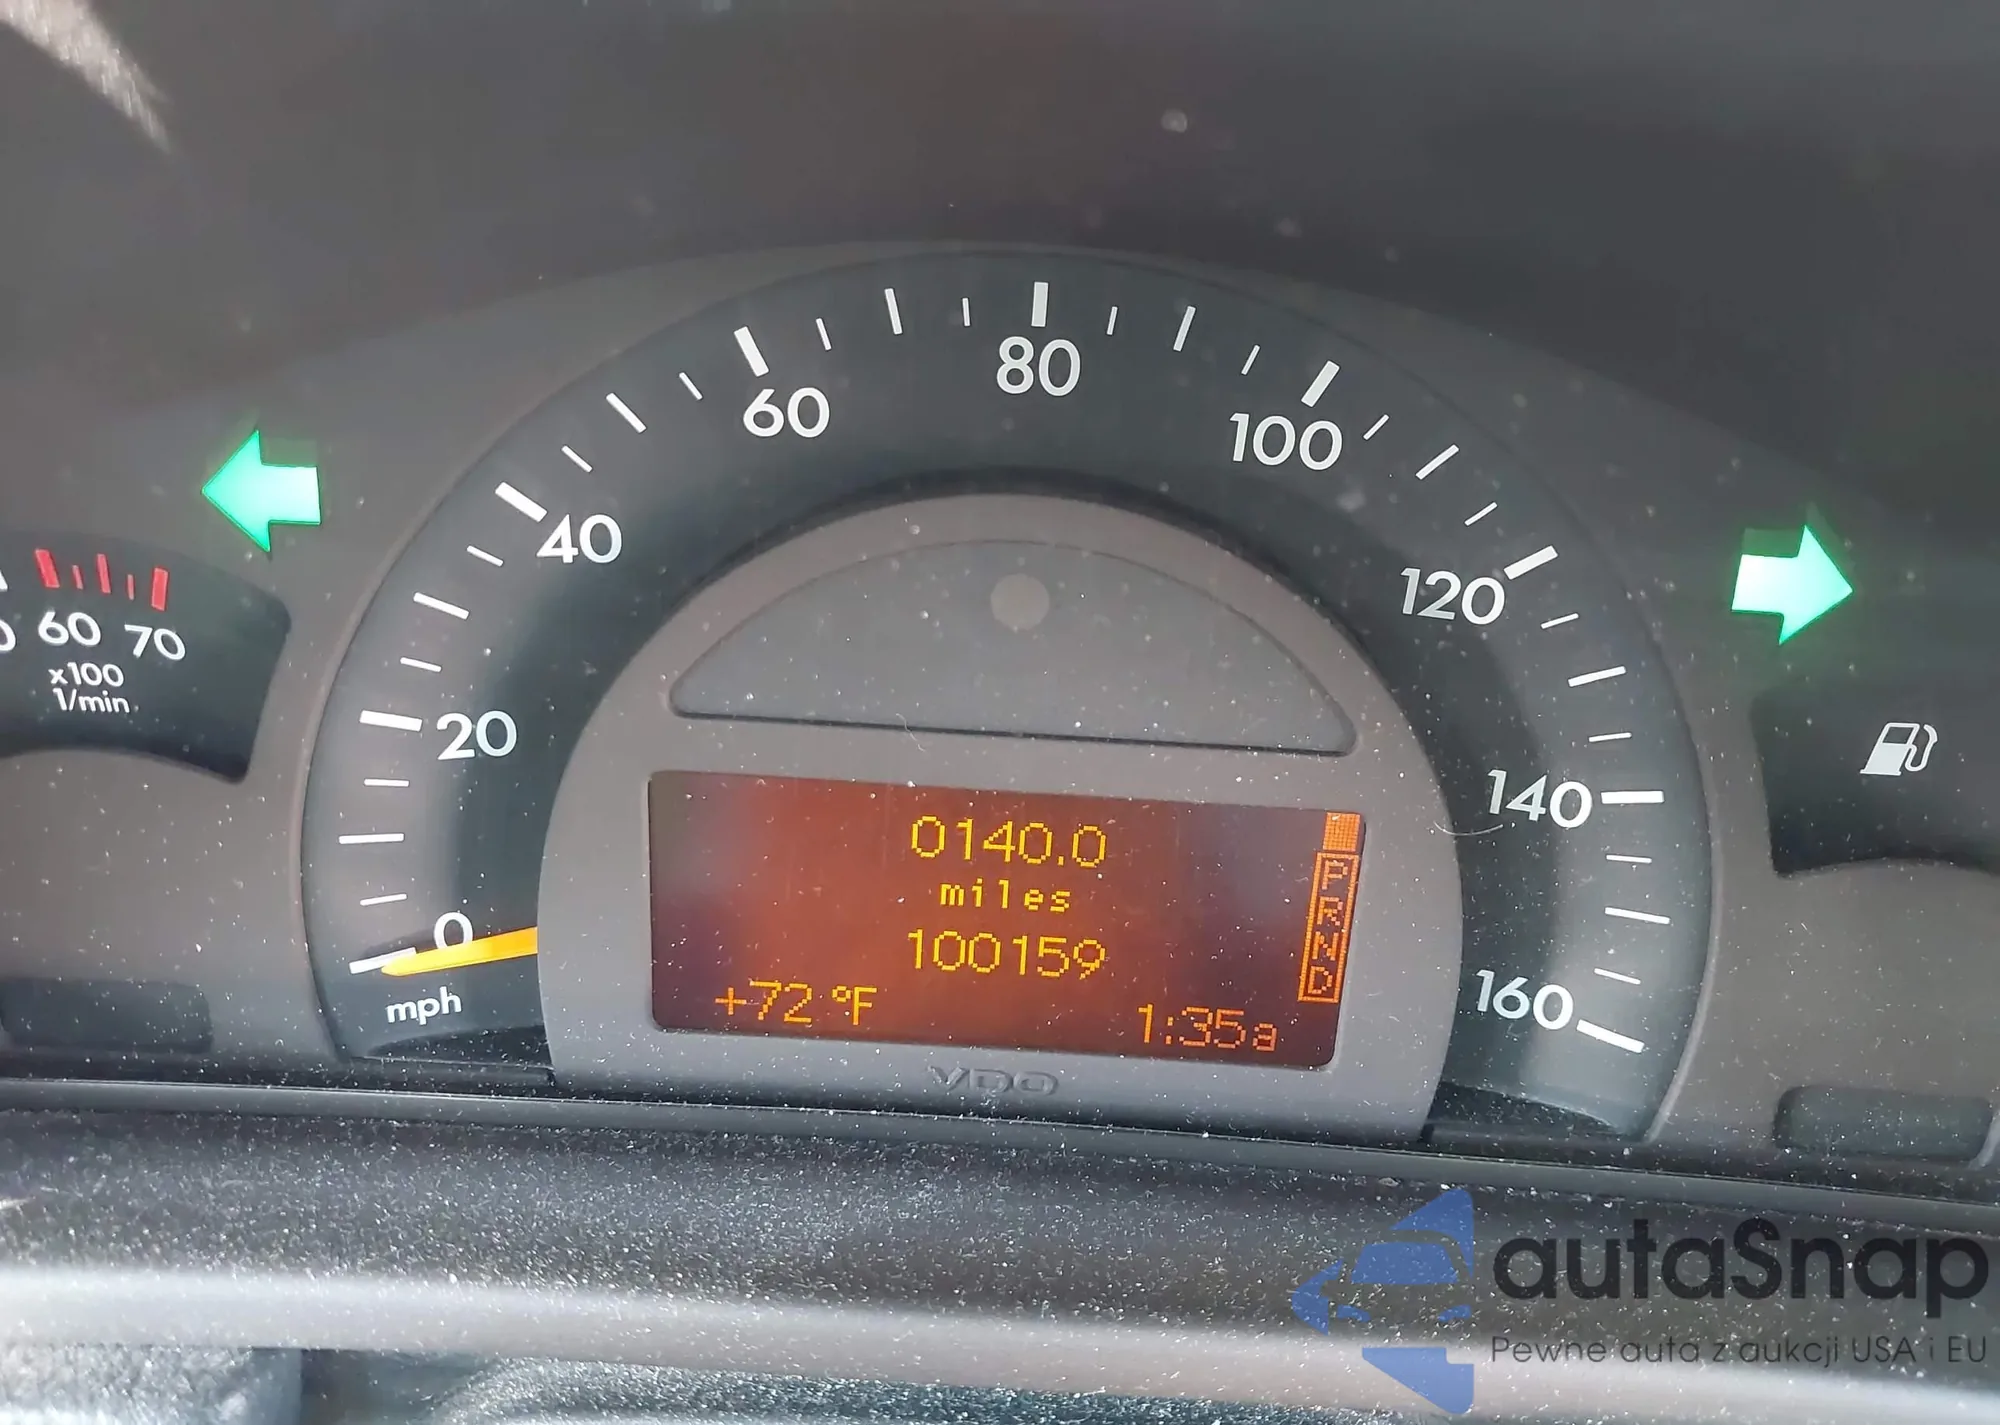 80
60
100
40
120
60 70
x100
1/min
20
140
0
160
mph
0140.0
miles
100159
+72 °F
1:35a
P
R
N
D
VDO
autaSnap
Pewne auta z aukcji USA i EU